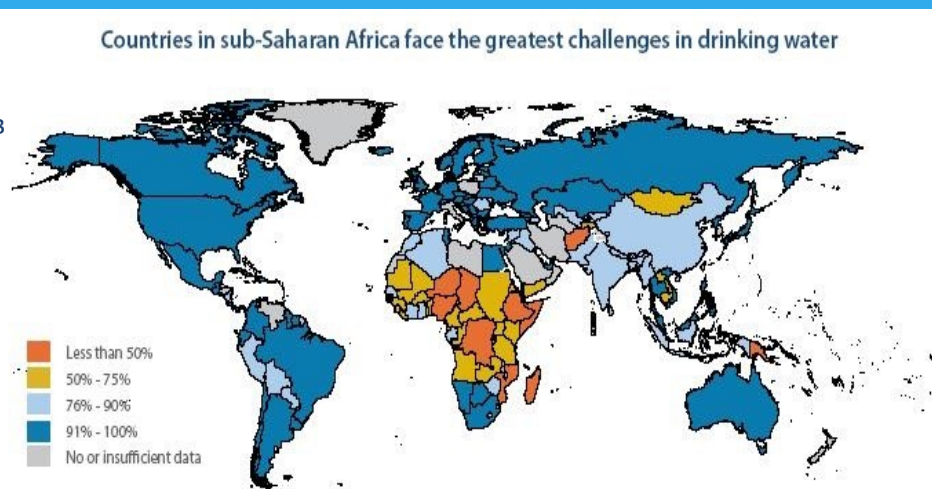 Countries in sub-Saharan Africa face the greatest challenges in drinking water
3
Less than 50%
50% - 75%
76% - 90%
91% - 100%
No or insufficient data